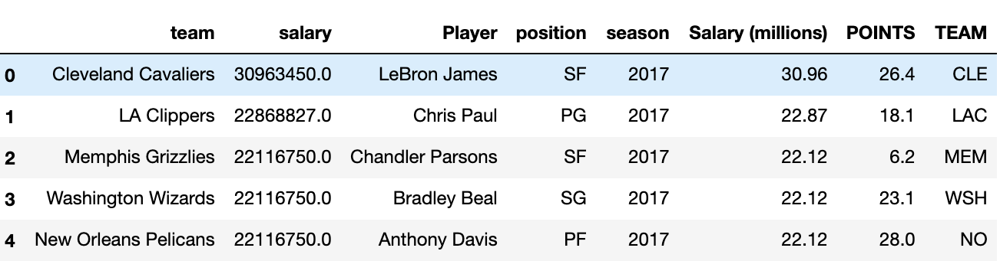 team salary Player position season Salary (millions) POINTS TEAM
0 Cleveland Cavaliers 30963450.0 LeBron James SF 2017 30.96 26.4 CLE
1 LA Clippers 22868827.0 Chris Paul PG 2017 22.87 18.1 LAC
2 Memphis Grizzlies 22116750.0 Chandler Parsons SF 2017 22.12 6.2 MEM
3 Washington Wizards 22116750.0 Bradley Beal SG 2017 22.12 23.1 WSH
4 New Orleans Pelicans 22116750.0 Anthony Davis PF 2017 22.12 28.0 NO